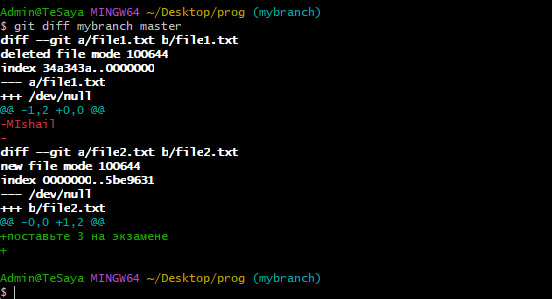 Admin@TeSaya MINGW64 ~/Desktop/prog (mybranch)
$ git diff mybranch master
diff --git a/file1.txt b/file1.txt
deleted file mode 100644
index 34a343a..0000000
--- a/file1.txt
+++ /dev/null
@@ -1,2 +0,0 @@
-MIshail
-
diff --git a/file2.txt b/file2.txt
new file mode 100644
index 0000000..5be9631
--- /dev/null
+++ b/file2.txt
@@ -0,0 +1,2 @@
+поставьте 3 на экзамене
+
Admin@TeSaya MINGW64 ~/Desktop/prog (mybranch)
$